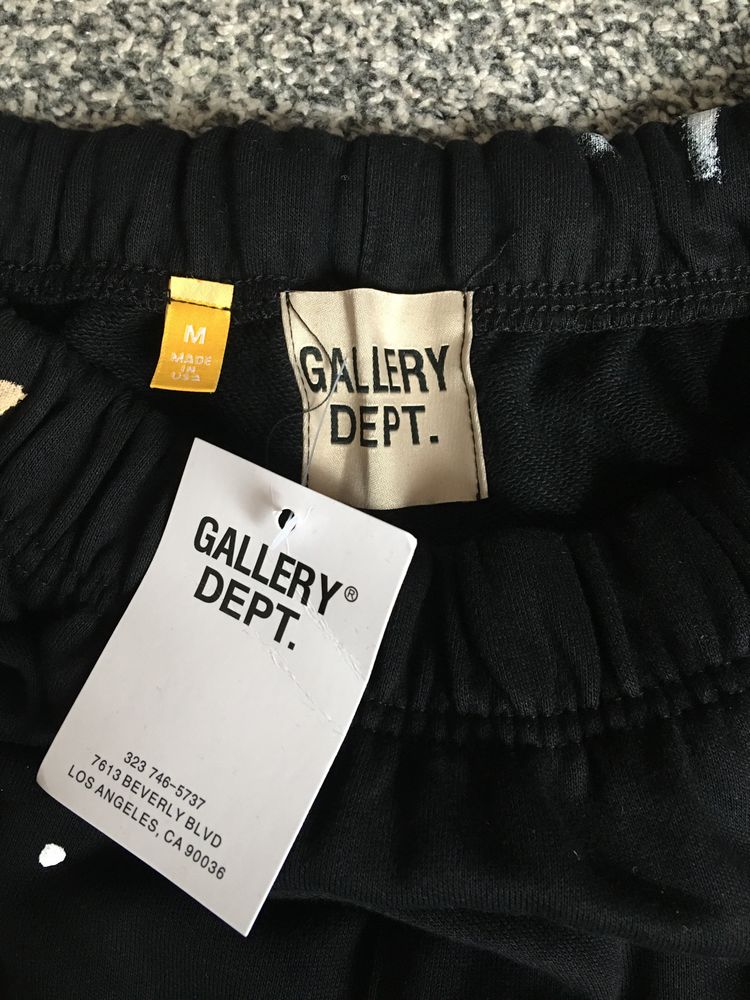 M
MADE
IN
USA
GALLERY
DEPT.
GALLERY®
DEPT.
323 746-5737
7613 BEVERLY BLVD
LOS ANGELES, CA 90036